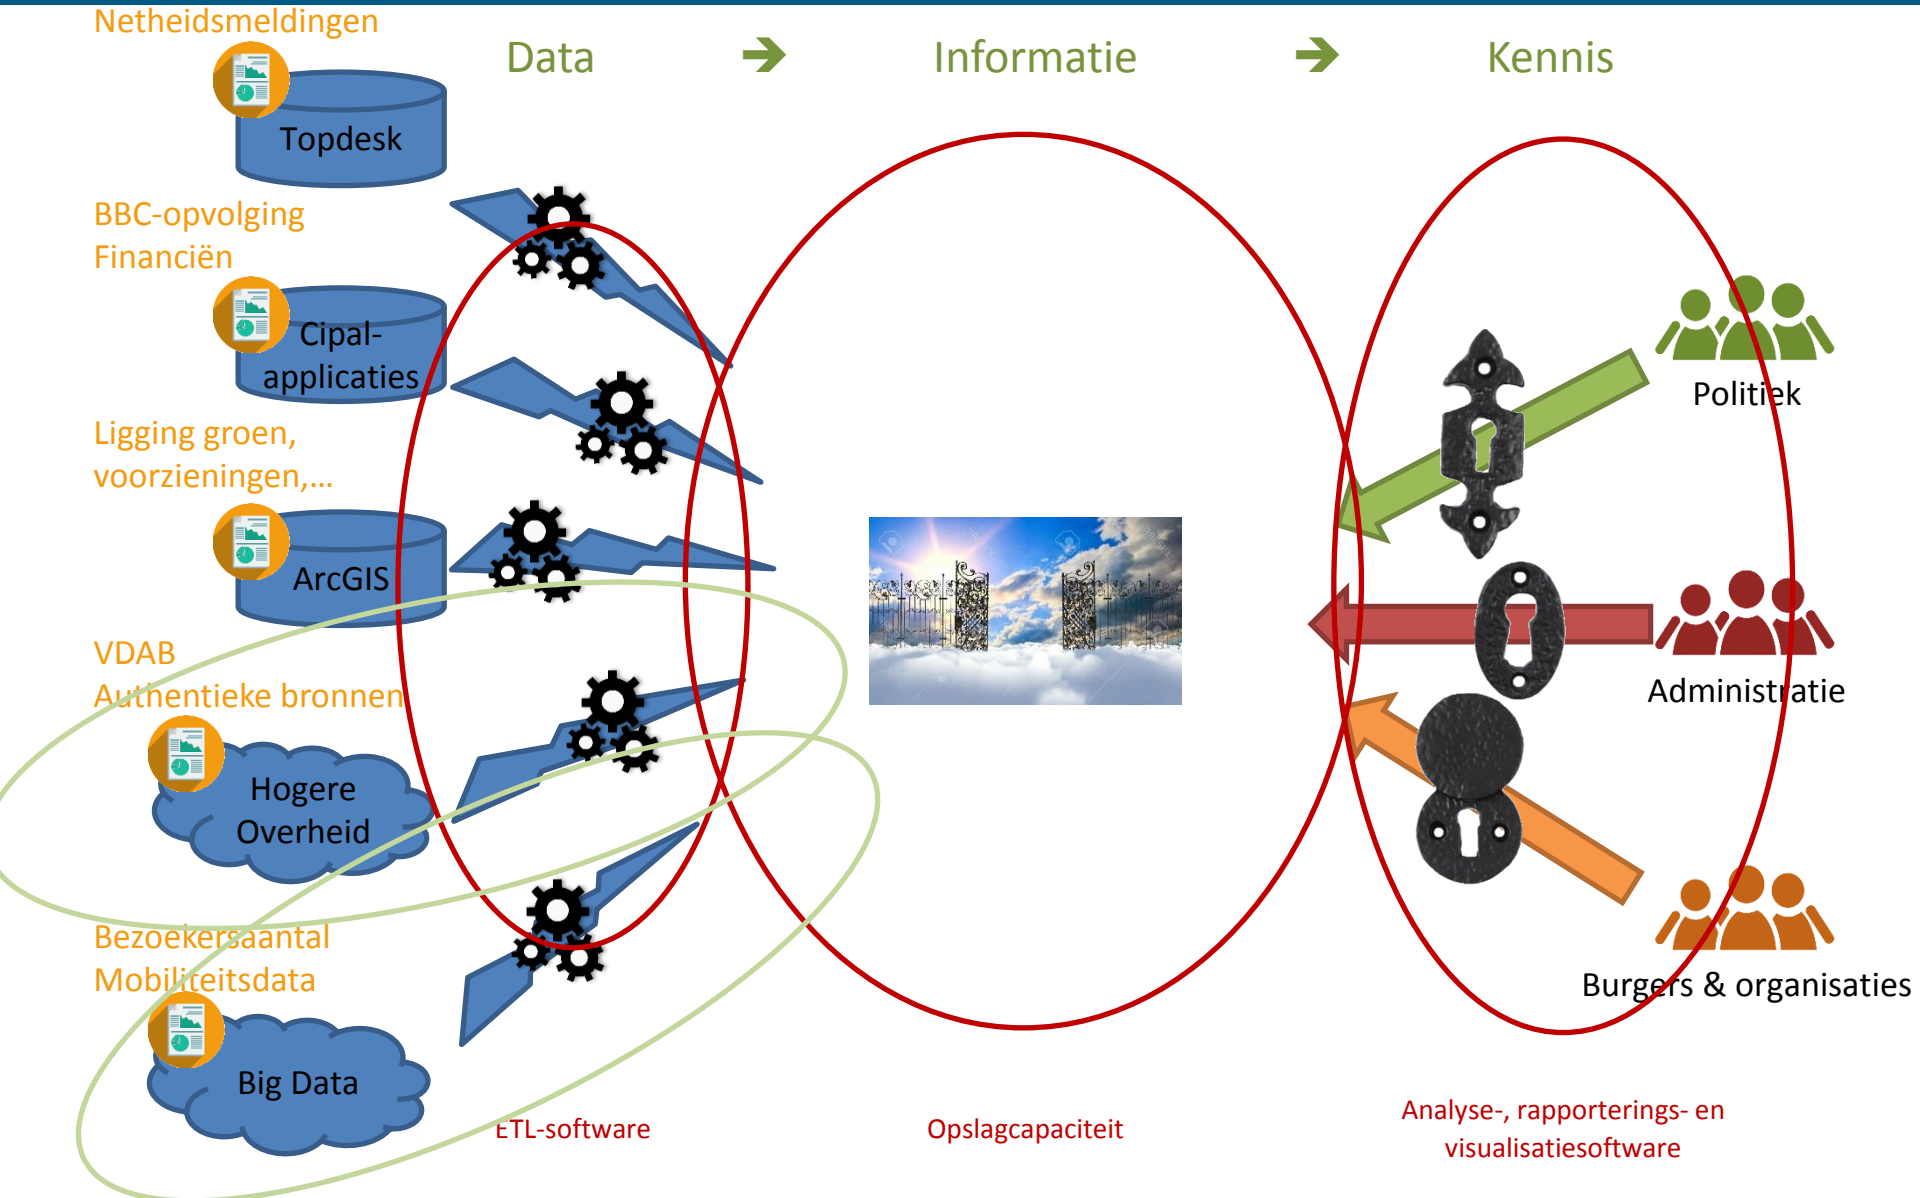 Netheidsmeldingen
Data ➔ Informatie ➔ Kennis
Topdesk
BBC-opvolging
Financiën
Cipal-
applicaties
Ligging groen,
voorzieningen,...
ArcGIS
VDAB
Authentieke bronnen
Hogere
Overheid
Bezoekersaantal
Mobiliteitsdata
Big Data
Politiek
Administratie
Burgers & organisaties
ETL-software
Opslagcapaciteit
Analyse-, rapporterings- en
visualisatiesoftware